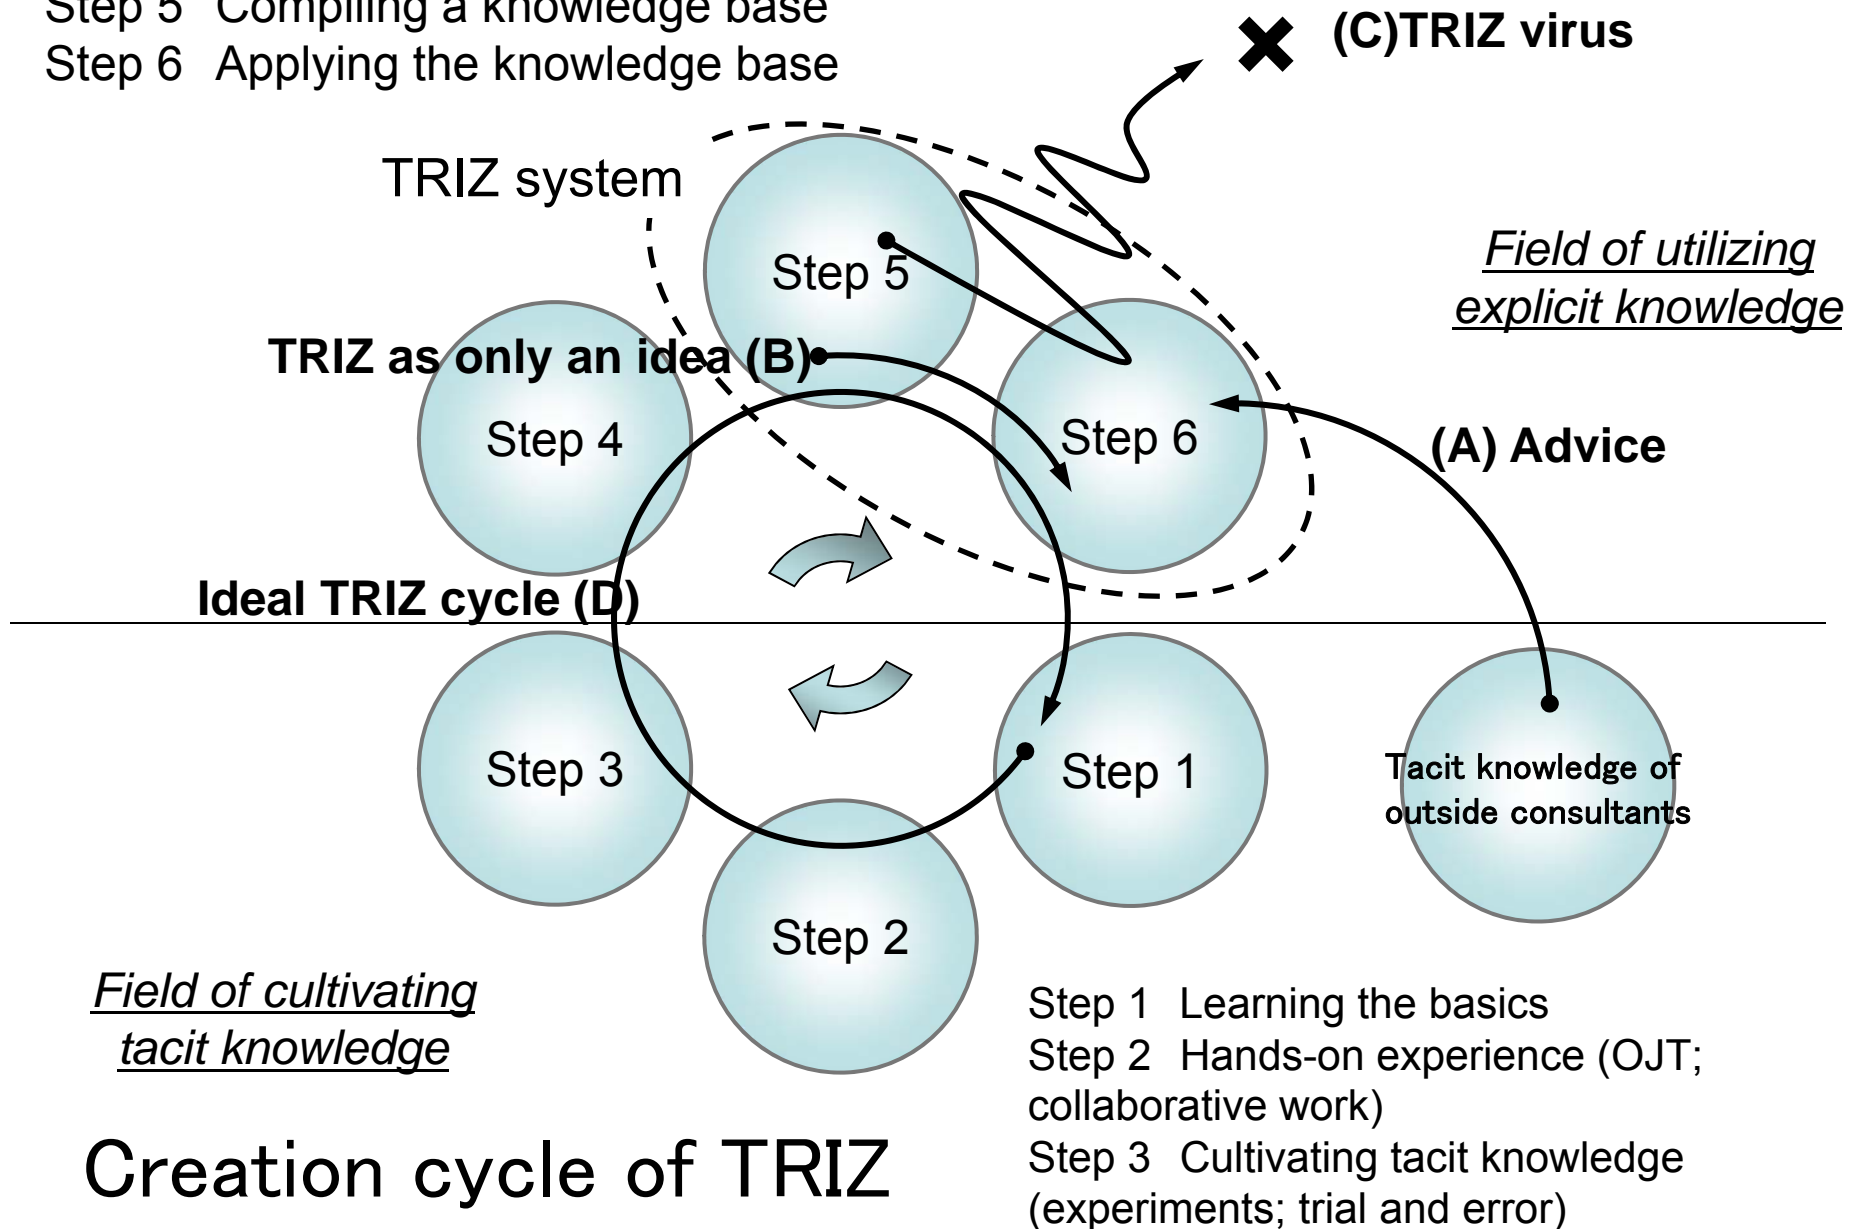 Step 5 Compiling a knowledge base
Step 6 Applying the knowledge base
(C)TRIZ virus
TRIZ system
Field of utilizing
explicit knowledge
Step 5
TRIZ as only an idea (B)
Step 4
Step 6
(A) Advice
Ideal TRIZ cycle (D)
Step 3
Step 1
Tacit knowledge of
outside consultants
Step 2
Field of cultivating
tacit knowledge
Step 1 Learning the basics
Step 2 Hands-on experience (OJT;
collaborative work)
Step 3 Cultivating tacit knowledge
(experiments; trial and error)
Creation cycle of TRIZ